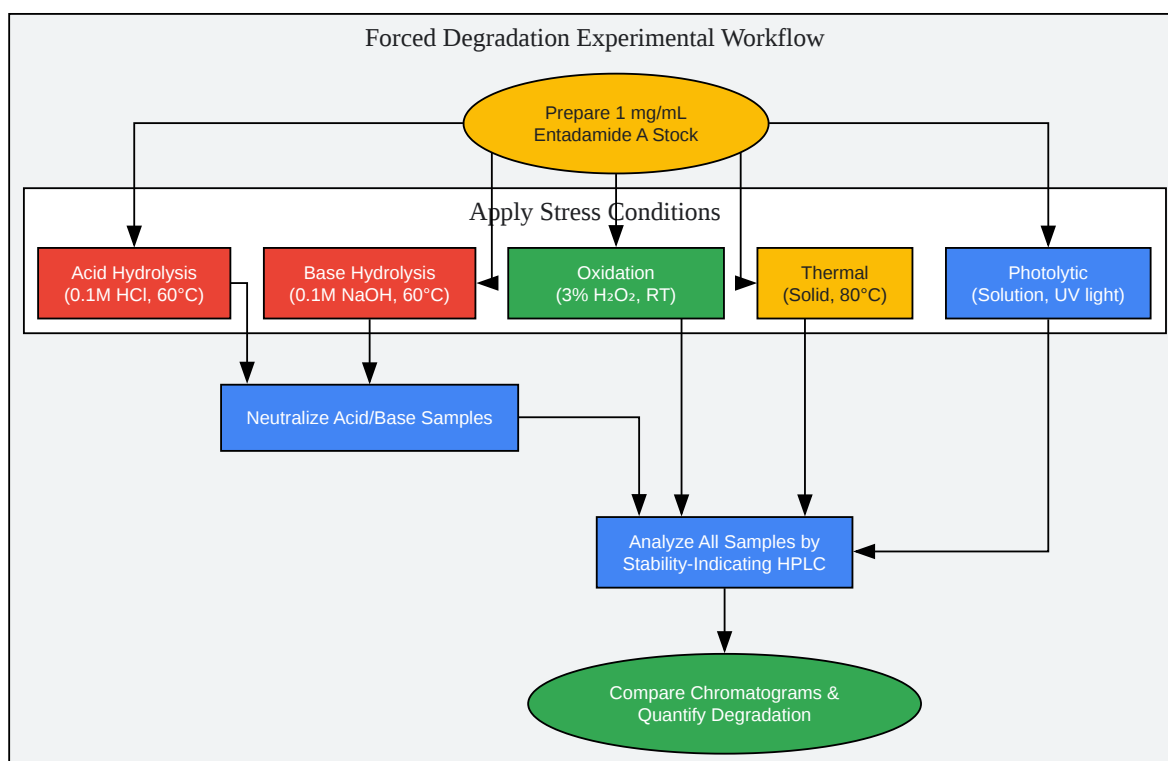 Forced Degradation Experimental Workflow
Prepare 1 mg/mL
Entadamide A Stock
Apply Stress Conditions
Acid Hydrolysis
(0.1M HCl, 60°C)
Base Hydrolysis
(0.1M NaOH, 60°C)
Oxidation
(3% H₂O₂, RT)
Thermal
(Solid, 80°C)
Photolytic
(Solution, UV light)
Neutralize Acid/Base Samples
Analyze All Samples by
Stability-Indicating HPLC
Compare Chromatograms &
Quantify Degradation